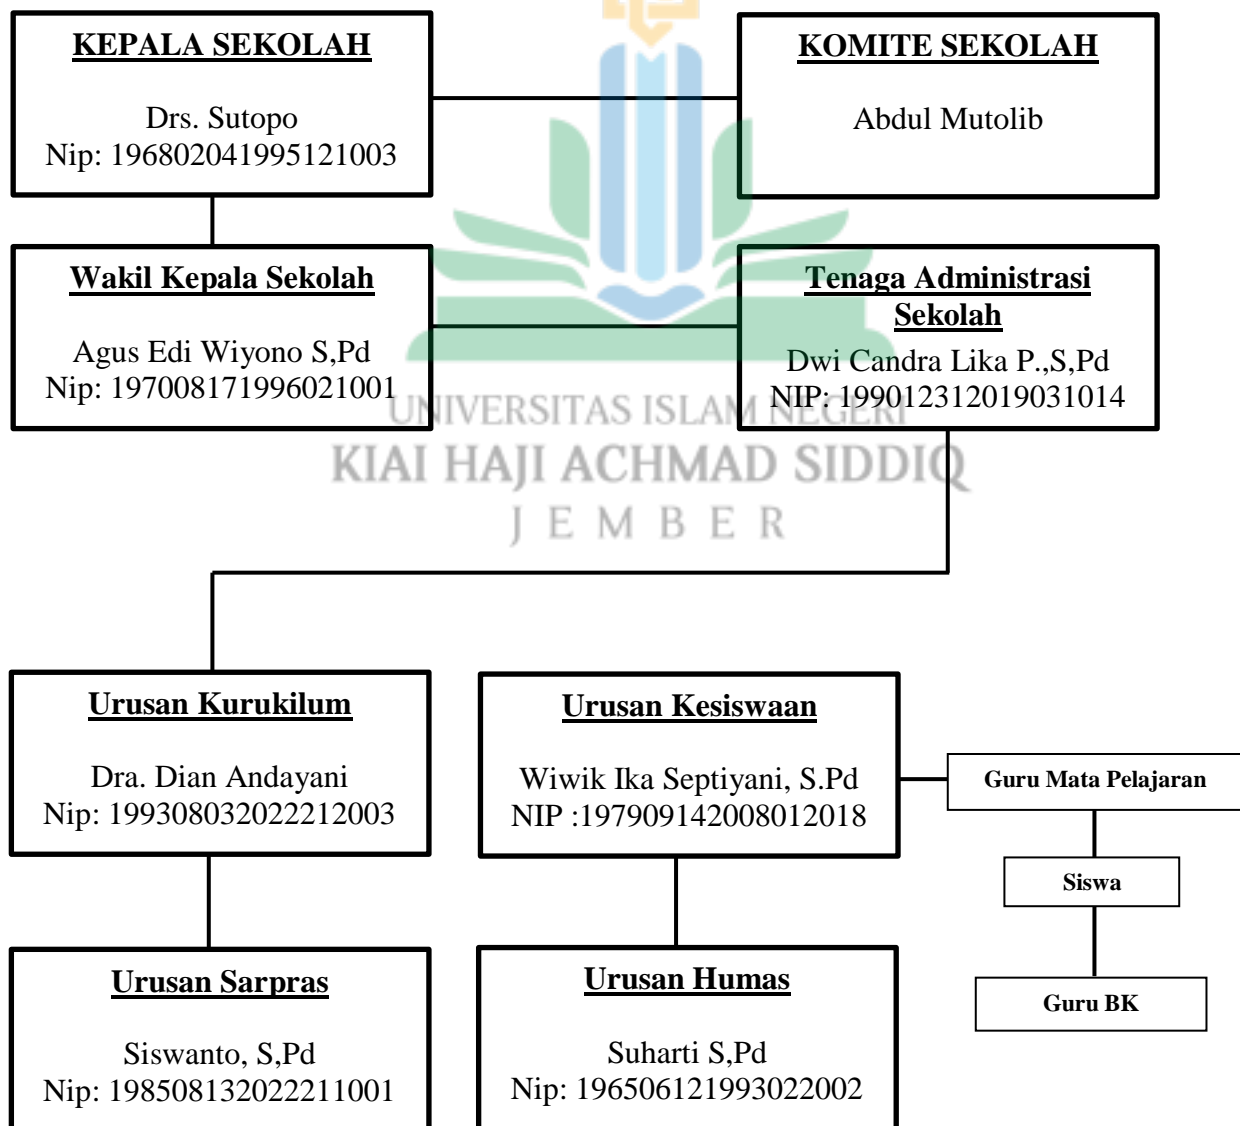 KEPALA SEKOLAH
Drs. Sutopo
Nip: 196802041995121003
KOMITE SEKOLAH
Abdul Mutolib
Wakil Kepala Sekolah
Agus Edi Wiyono S,Pd
Nip: 197008171996021001
Tenaga Administrasi
Sekolah
Dwi Candra Lika P.,S,Pd
NIP: 199012312019031014
UNIVERSITAS ISLAM NEGERI
KIAI HAJI ACHMAD SIDDIQ
JEMBER
Urusan Kurukilum
Dra. Dian Andayani
Nip: 199308032022212003
Urusan Kesiswaan
Wiwik Ika Septiyani, S.Pd
NIP :197909142008012018
Guru Mata Pelajaran
Siswa
Guru BK
Urusan Sarpras
Siswanto, S,Pd
Nip: 198508132022211001
Urusan Humas
Suharti S,Pd
Nip: 196506121993022002